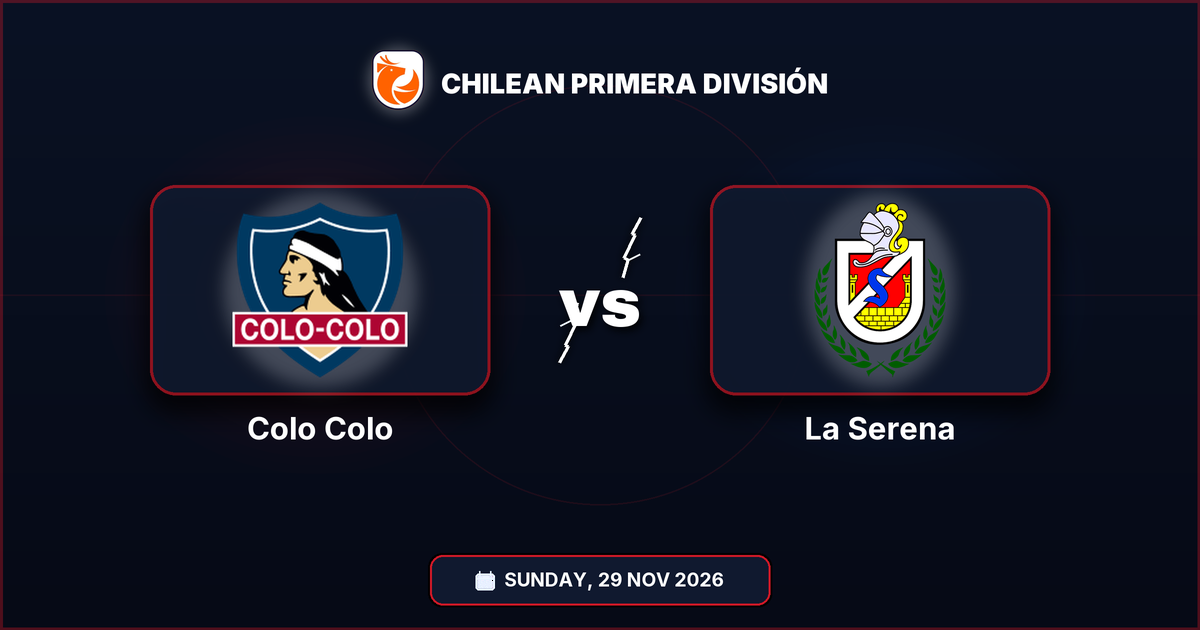 CHILEAN PRIMERA DIVISIÓN
COLO-COLO
vs
Colo Colo
La Serena
SUNDAY, 29 NOV 2026